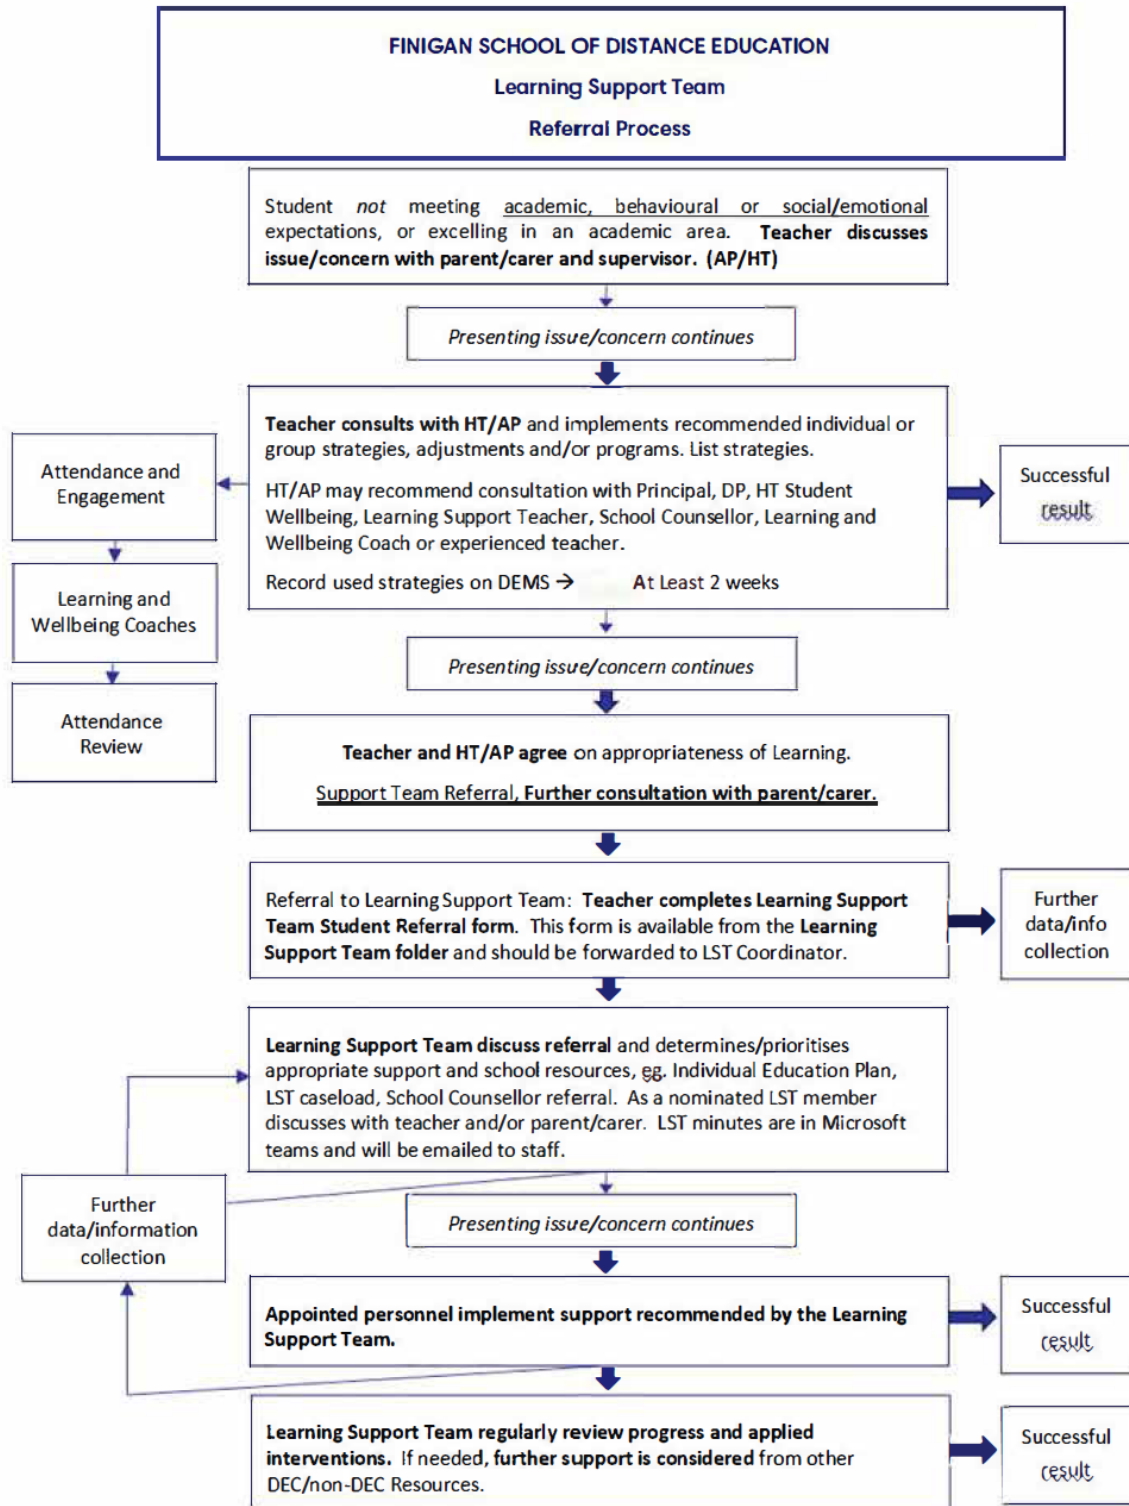 FINIGAN SCHOOL OF DISTANCE EDUCATION
Learning Support Team
Referral Process
Student not meeting academic, behavioural or social/emotional
expectations, or excelling in an academic area. Teacher discusses
issue/concern with parent/carer and supervisor. (AP/HT)
Presenting issue/concern continues
Teacher consults with HT/AP and implements recommended individual or
group strategies, adjustments and/or programs. List strategies.
HT/AP may recommend consultation with Principal, DP, HT Student
Wellbeing, Learning Support Teacher, School Counsellor, Learning and
Wellbeing Coach or experienced teacher.
Record used strategies on DEMS → At Least 2 weeks
Attendance and
Engagement
Learning and
Wellbeing Coaches
Attendance
Review
Successful
result
Presenting issue/concern continues
Teacher and HT/AP agree on appropriateness of Learning.
Support Team Referral, Further consultation with parent/carer.
Referral to Learning Support Team: Teacher completes Learning Support
Team Student Referral form. This form is available from the Learning
Support Team folder and should be forwarded to LST Coordinator.
Further
data/info
collection
Learning Support Team discuss referral and determines/prioritises
appropriate support and school resources, eg. Individual Education Plan,
LST caseload, School Counsellor referral. As a nominated LST member
discusses with teacher and/or parent/carer. LST minutes are in Microsoft
teams and will be emailed to staff.
Further
data/information
collection
Presenting issue/concern continues
Appointed personnel implement support recommended by the Learning
Support Team.
Successful
result
Learning Support Team regularly review progress and applied
interventions. If needed, further support is considered from other
DEC/non-DEC Resources.
Successful
result